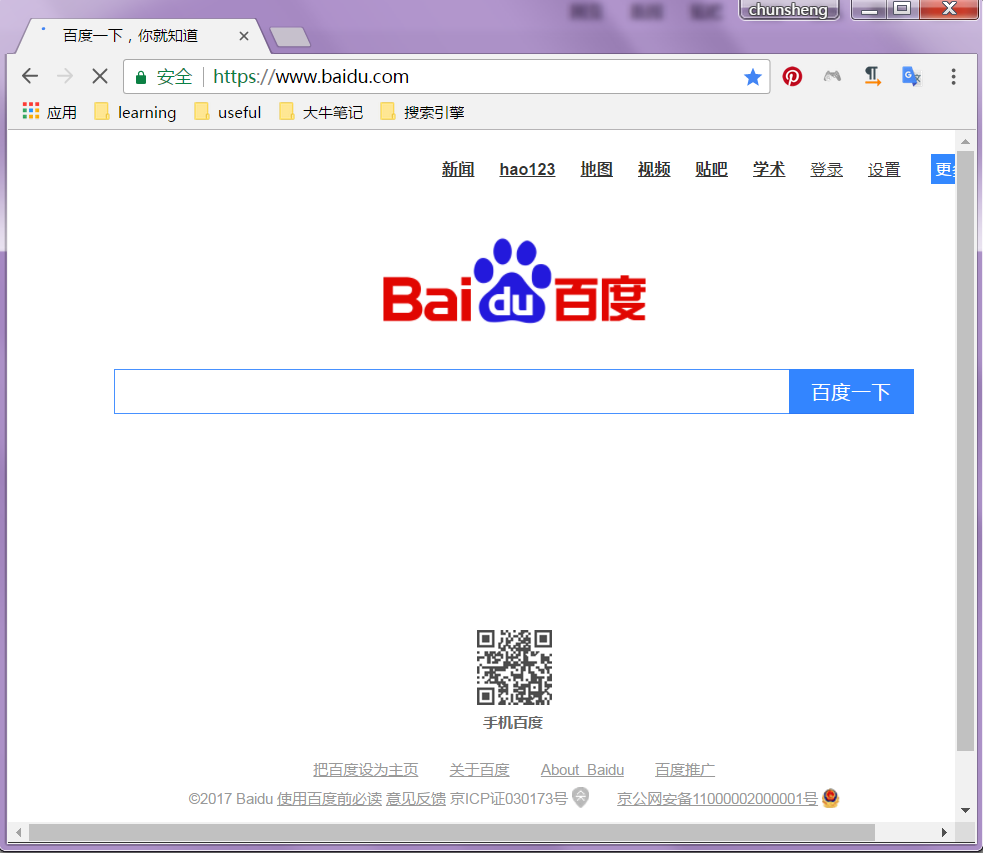 chunsheng
百度一下，你就知道
安全 https://www.baidu.com
应用 learning useful 大牛笔记 搜索引擎
新闻 hao123 地图 视频 贴吧 学术 登录 设置 更
Bai du 百度
百度一下
手机百度
把百度设为主页 关于百度 About Baidu 百度推广
©2017 Baidu 使用百度前必读 意见反馈 京ICP证030173号 京公网安备11000002000001号